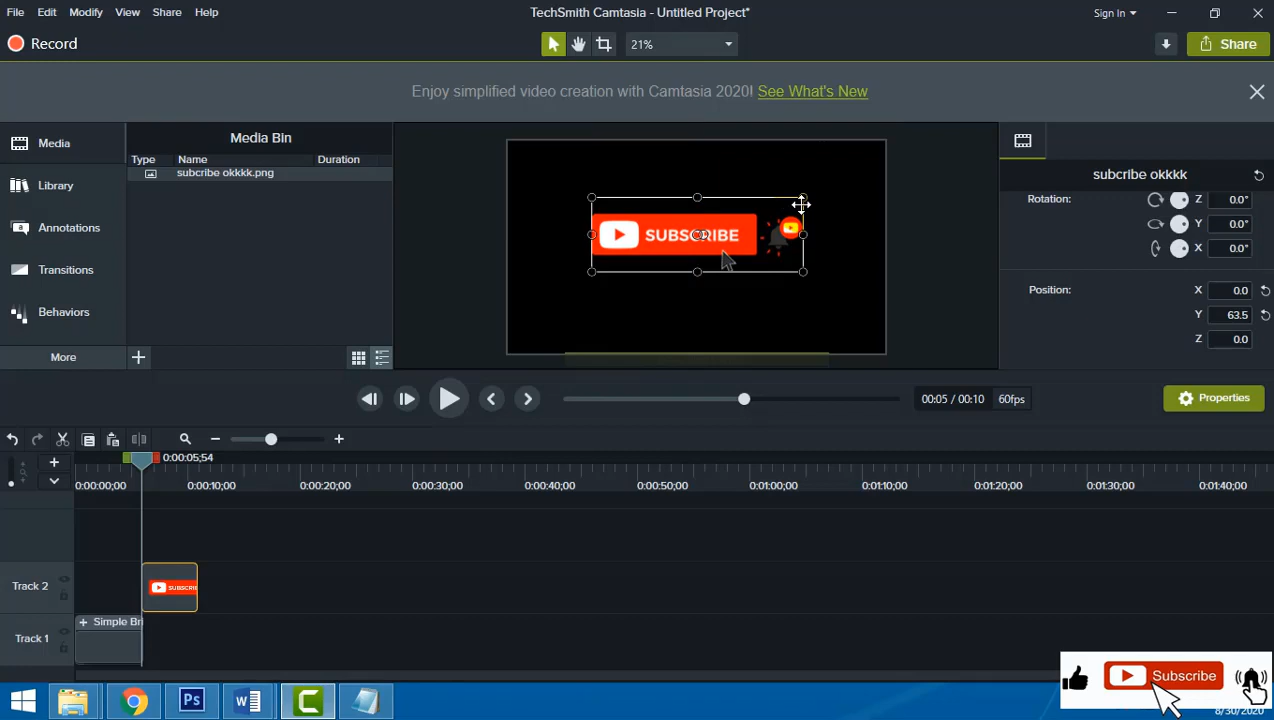 File Edit Modify View Share Help
TechSmith Camtasia - Untitled Project*
Sign In
Record
21%
Share
Enjoy simplified video creation with Camtasia 2020! See What's New
Media
Library
Annotations
Transitions
Behaviors
More
Media Bin
Type Name Duration
subcribe okkkk.png
SUBSCRIBE
subcribe okkkk
Rotation: Z 0.0°
Y 0.0°
X 0.0°
Position: X 0.0
Y 63.5
Z 0.0
00:05 / 00:10 60fps
Properties
0:00:05;54
0:00:00;00 0:00:10;00 0:00:20;00 0:00:30;00 0:00:40;00 0:00:50;00 0:01:00;00 0:01:10;00 0:01:20;00 0:01:30;00 0:01:40;00
Track 2
SUBSCRI
Track 1
+ Simple Bri
Subscribe
Ps
W
C
8/30/2020